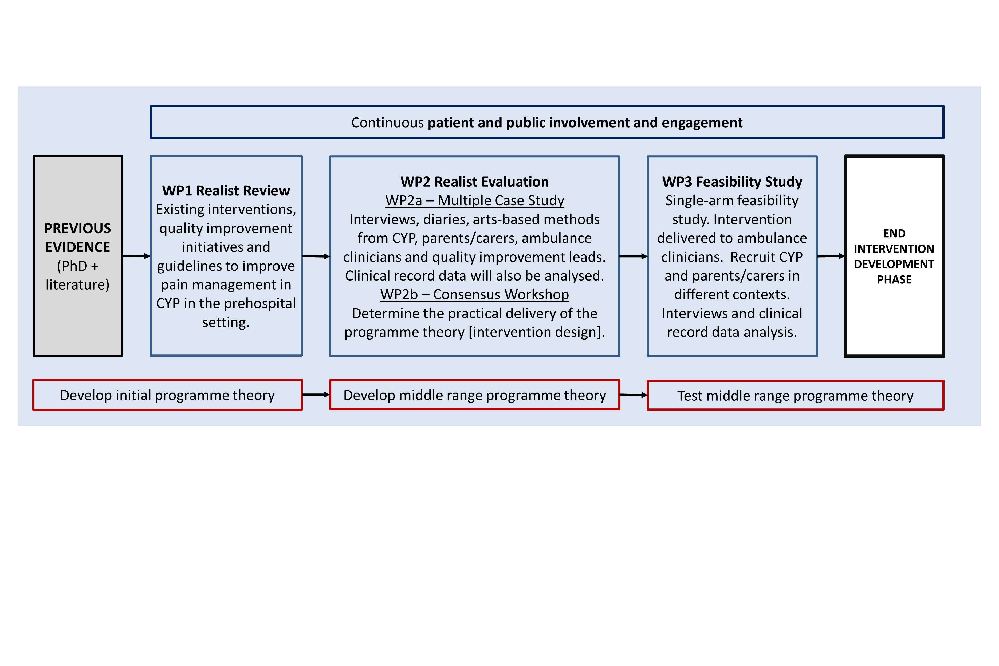 Continuous patient and public involvement and engagement
PREVIOUS
EVIDENCE
(PhD +
literature)
WP1 Realist Review
Existing interventions,
quality improvement
initiatives and
guidelines to improve
pain management in
CYP in the prehospital
setting.
WP2 Realist Evaluation
WP2a – Multiple Case Study
Interviews, diaries, arts-based methods
from CYP, parents/carers, ambulance
clinicians and quality improvement leads.
Clinical record data will also be analysed.
WP2b – Consensus Workshop
Determine the practical delivery of the
programme theory [intervention design].
WP3 Feasibility Study
Single-arm feasibility
study. Intervention
delivered to ambulance
clinicians.  Recruit CYP
and parents/carers in
different contexts.
Interviews and clinical
record data analysis.
END
INTERVENTION
DEVELOPMENT
PHASE
Develop initial programme theory
Develop middle range programme theory
Test middle range programme theory